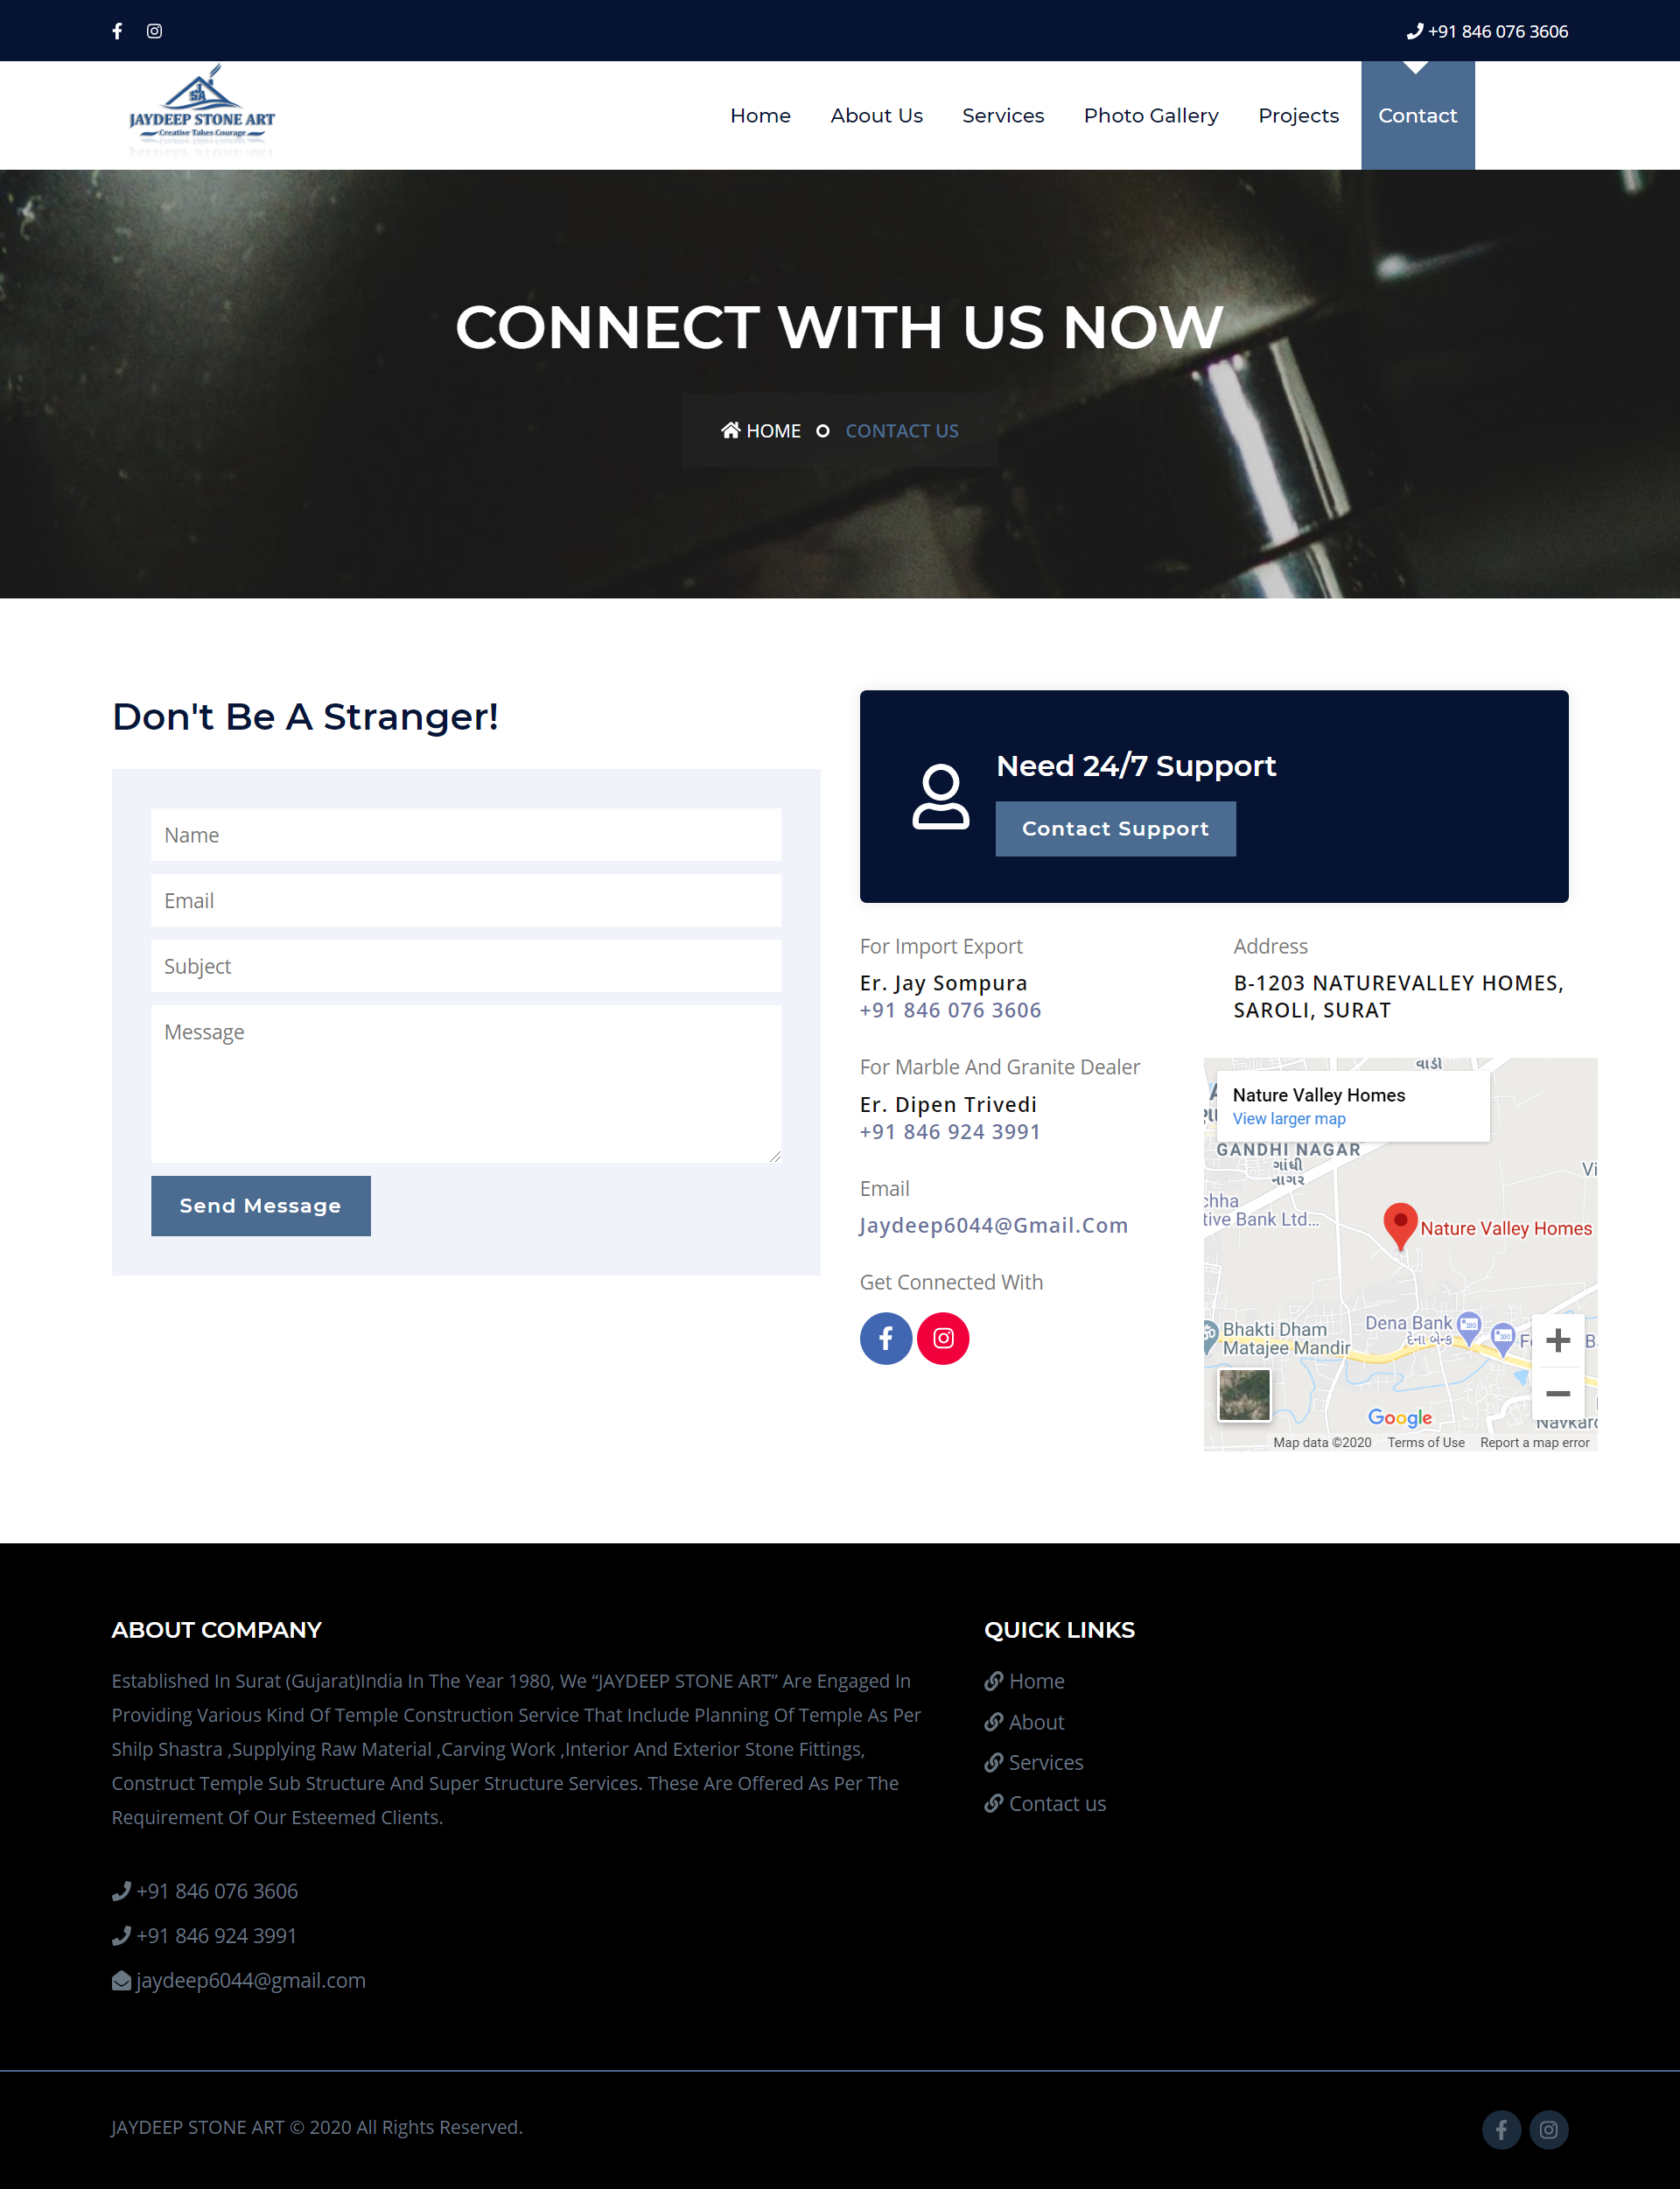 +91 846 076 3606
JAYDEEP STONE ART
Creative Takes Courage
Home About Us Services Photo Gallery Projects Contact
CONNECT WITH US NOW
HOME CONTACT US
Don't Be A Stranger!
Name
Email
Subject
Message
Send Message
Need 24/7 Support
Contact Support
For Import Export
Er. Jay Sompura
+91 846 076 3606
For Marble And Granite Dealer
Er. Dipen Trivedi
+91 846 924 3991
Email
Jaydeep6044@Gmail.Com
Get Connected With
Address
B-1203 NATUREVALLEY HOMES,
SAROLI, SURAT
Nature Valley Homes
View larger map
GANDHI NAGAR
ગાંધી
નાગર
tive Bank Ltd...
Nature Valley Homes
Bhakti Dham
Matajee Mandir
Dena Bank
દેના બેન્ક
Google
Map data ©2020 Terms of Use Report a map error
ABOUT COMPANY
Established In Surat (Gujarat)India In The Year 1980, We “JAYDEEP STONE ART” Are Engaged In
Providing Various Kind Of Temple Construction Service That Include Planning Of Temple As Per
Shilp Shastra ,Supplying Raw Material ,Carving Work ,Interior And Exterior Stone Fittings,
Construct Temple Sub Structure And Super Structure Services. These Are Offered As Per The
Requirement Of Our Esteemed Clients.
+91 846 076 3606
+91 846 924 3991
jaydeep6044@gmail.com
QUICK LINKS
Home
About
Services
Contact us
JAYDEEP STONE ART © 2020 All Rights Reserved.